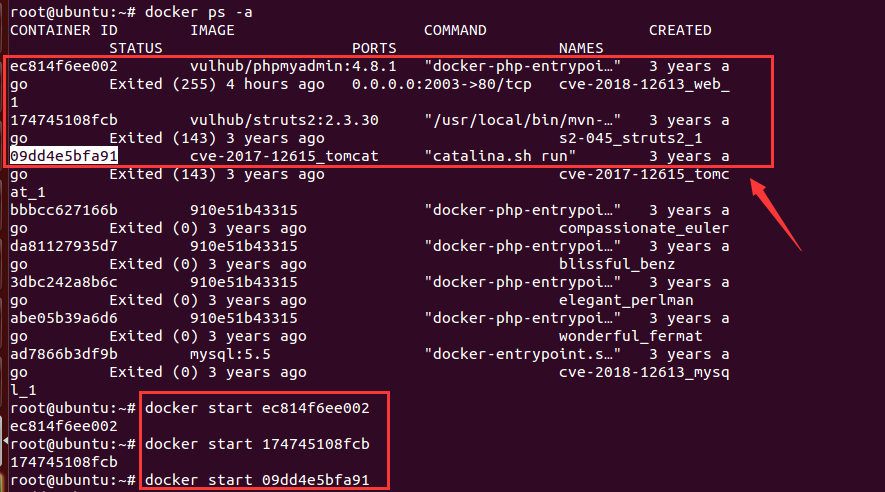 root@ubuntu:~# docker ps -a
CONTAINER ID        IMAGE                     COMMAND                  CREATED
           STATUS                     PORTS                  NAMES
ec814f6ee002        vulhub/phpmyadmin:4.8.1   "docker-php-entrypoi…"   3 years a
go         Exited (255) 4 hours ago   0.0.0.0:2003->80/tcp   cve-2018-12613_web_
1
174745108fcb        vulhub/struts2:2.3.30     "/usr/local/bin/mvn-…"   3 years a
go         Exited (143) 3 years ago                          s2-045_struts2_1
09dd4e5bfa91        cve-2017-12615_tomcat     "catalina.sh run"        3 years a
go         Exited (143) 3 years ago                          cve-2017-12615_tomc
at_1
bbbcc627166b        910e51b43315              "docker-php-entrypoi…"   3 years a
go         Exited (0) 3 years ago                            compassionate_euler
da81127935d7        910e51b43315              "docker-php-entrypoi…"   3 years a
go         Exited (0) 3 years ago                            blissful_benz
3dbc242a8b6c        910e51b43315              "docker-php-entrypoi…"   3 years a
go         Exited (0) 3 years ago                            elegant_perlman
abe05b39a6d6        910e51b43315              "docker-php-entrypoi…"   3 years a
go         Exited (0) 3 years ago                            wonderful_fermat
ad7866b3df9b        mysql:5.5                 "docker-entrypoint.s…"   3 years a
go         Exited (0) 3 years ago                            cve-2018-12613_mysq
l_1
root@ubuntu:~# docker start ec814f6ee002
ec814f6ee002
root@ubuntu:~# docker start 174745108fcb
174745108fcb
root@ubuntu:~# docker start 09dd4e5bfa91